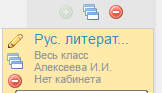 Рус. литерат...
Весь класс
Алексеева И.И.
Нет кабинета